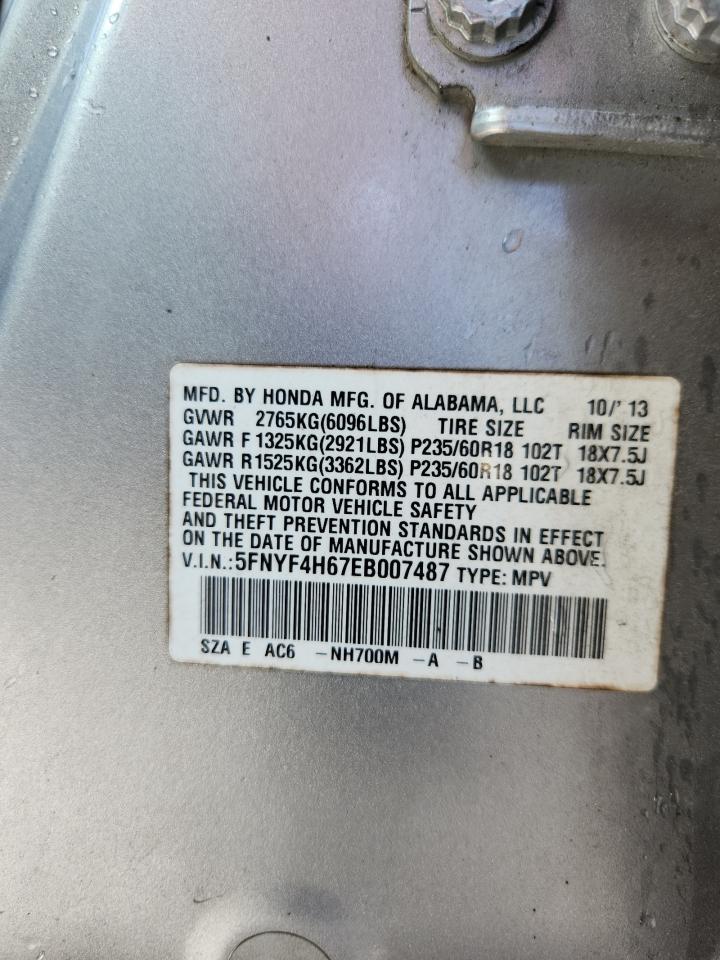 MFD. BY HONDA MFG. OF ALABAMA, LLC 10/'13
GVWR 2765KG(6096LBS) TIRE SIZE RIM SIZE
GAWR F 1325KG(2921LBS) P235/60R18 102T 18X7.5J
GAWR R1525KG(3362LBS) P235/60R18 102T 18X7.5J
THIS VEHICLE CONFORMS TO ALL APPLICABLE
FEDERAL MOTOR VEHICLE SAFETY
AND THEFT PREVENTION STANDARDS IN EFFECT
ON THE DATE OF MANUFACTURE SHOWN ABOVE.
V.I.N.:5FNYF4H67EB007487 TYPE: MPV
SZA E AC6 -NH700M -A -B